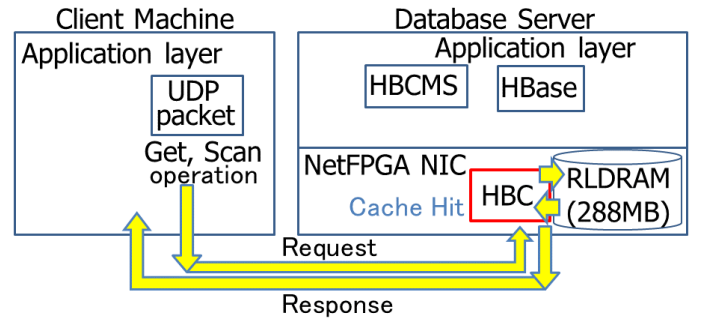 Client Machine
Database Server
Application layer
Application layer
UDP
packet
HBCMS
HBase
Get, Scan
operation
NetFPGA NIC
HBC
RLDRAM
(288MB)
Cache Hit
Request
Response